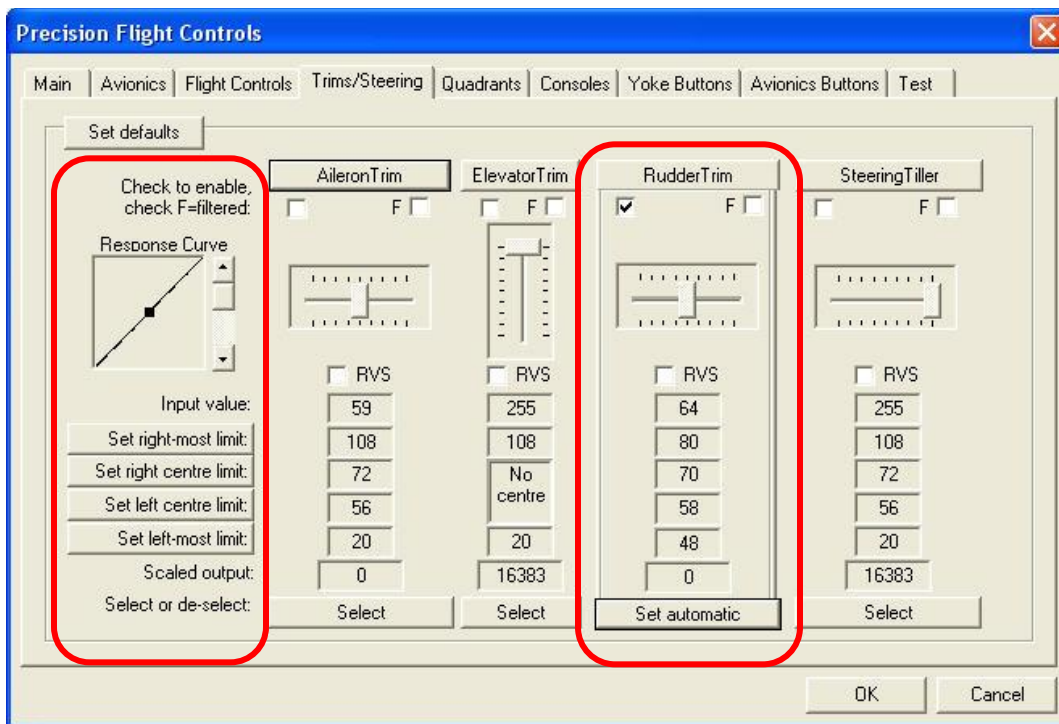 Precision Flight Controls
Main Avionics Flight Controls Trims/Steering Quadrants Consoles Yoke Buttons Avionics Buttons Test
Set defaults
AileronTrim ElevatorTrim RudderTrim SteeringTiller
Check to enable,
check F=filtered: F F F F
Response Curve
RVS RVS RVS RVS
Input value: 59 255 64 255
Set right-most limit: 108 108 80 108
Set right centre limit: 72 No 70 72
centre
Set left centre limit: 56 58 56
Set left-most limit: 20 20 48 20
Scaled output: 0 16383 0 16383
Select or de-select: Select Select Set automatic Select
OK Cancel